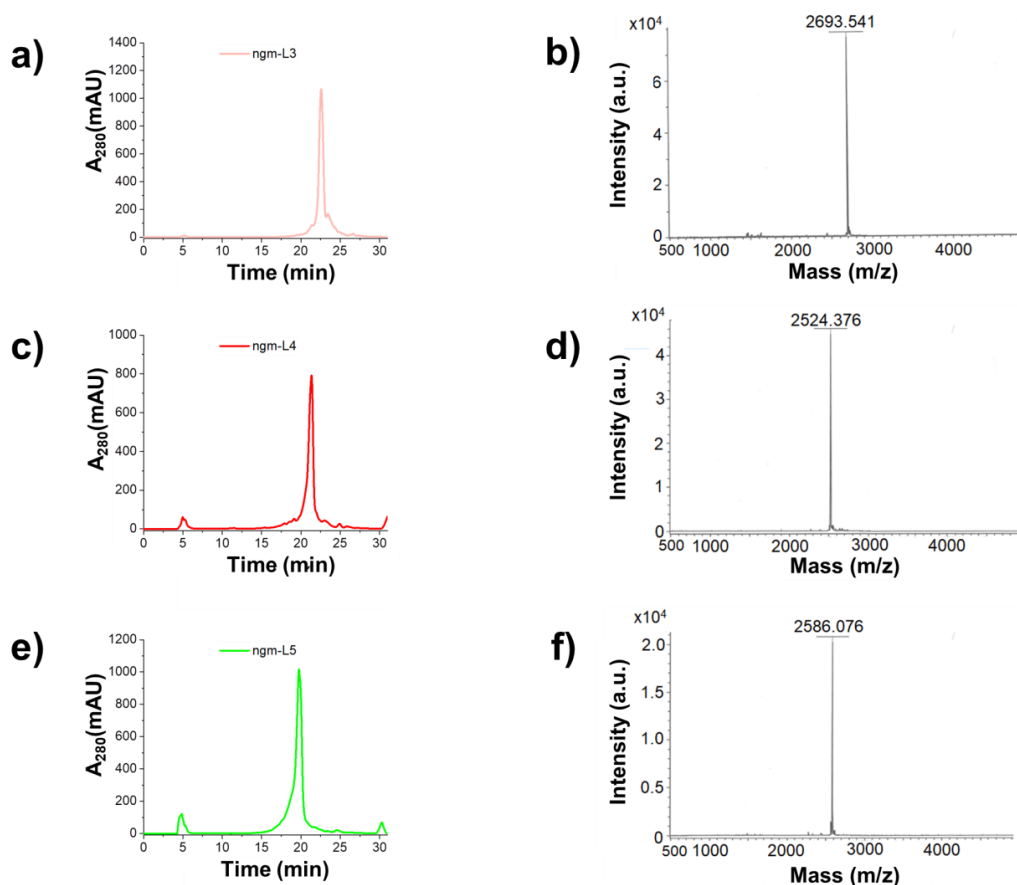 a)
ngm-L3
A₂₈₀(mAU)
1400
1200
1000
800
600
400
200
0
0 5 10 15 20 25 30
Time (min)
b)
x10⁴
2693.541
Intensity (a.u.)
8
6
4
2
0
500 1000 2000 3000 4000
Mass (m/z)
c)
ngm-L4
A₂₈₀(mAU)
1000
800
600
400
200
0
0 5 10 15 20 25 30
Time (min)
d)
x10⁴
2524.376
Intensity (a.u.)
4
3
2
1
0
500 1000 2000 3000 4000
Mass (m/z)
e)
ngm-L5
A₂₈₀(mAU)
1200
1000
800
600
400
200
0
0 5 10 15 20 25 30
Time (min)
f)
x10⁴
2586.076
Intensity (a.u.)
2.0
1.5
1.0
0.5
0.0
500 1000 2000 3000 4000
Mass (m/z)